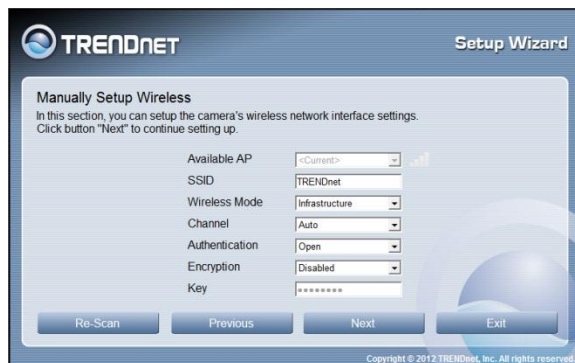 TRENDNET
Setup Wizard
Manually Setup Wireless
In this section, you can setup the camera's wireless network interface settings.
Click button "Next" to continue setting up.
Available AP <Current>
SSID TRENDnet
Wireless Mode Infrastructure
Channel Auto
Authentication Open
Encryption Disabled
Key ********
Re-Scan Previous Next Exit
Copyright © 2012 TRENDnet, Inc. All rights reserved.